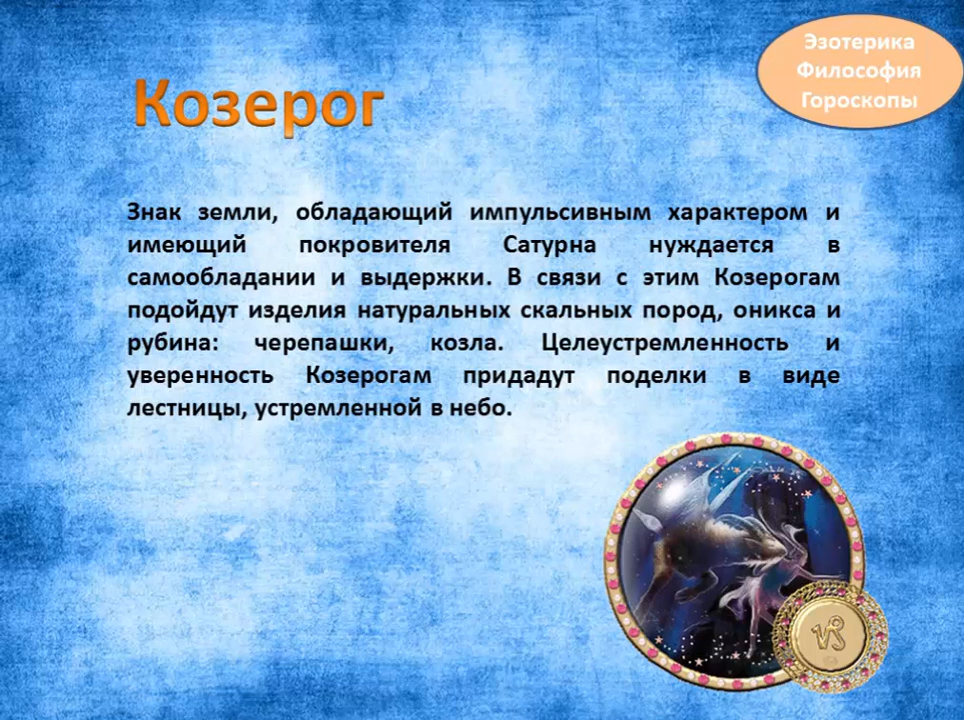 Эзотерика
Философия
Гороскопы
Козерог
Знак земли, обладающий импульсивным характером и
имеющий покровителя Сатурна нуждается в
самообладании и выдержки. В связи с этим Козерогам
подойдут изделия натуральных скальных пород, оникса и
рубина: черепашки, козла. Целеустремленность и
уверенность Козерогам придадут поделки в виде
лестницы, устремленной в небо.